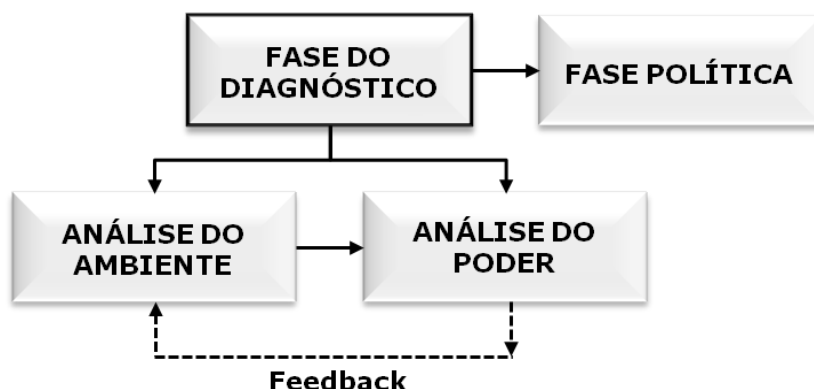 FASE DO
DIAGNÓSTICO
FASE POLÍTICA
ANÁLISE DO
AMBIENTE
ANÁLISE DO
PODER
Feedback